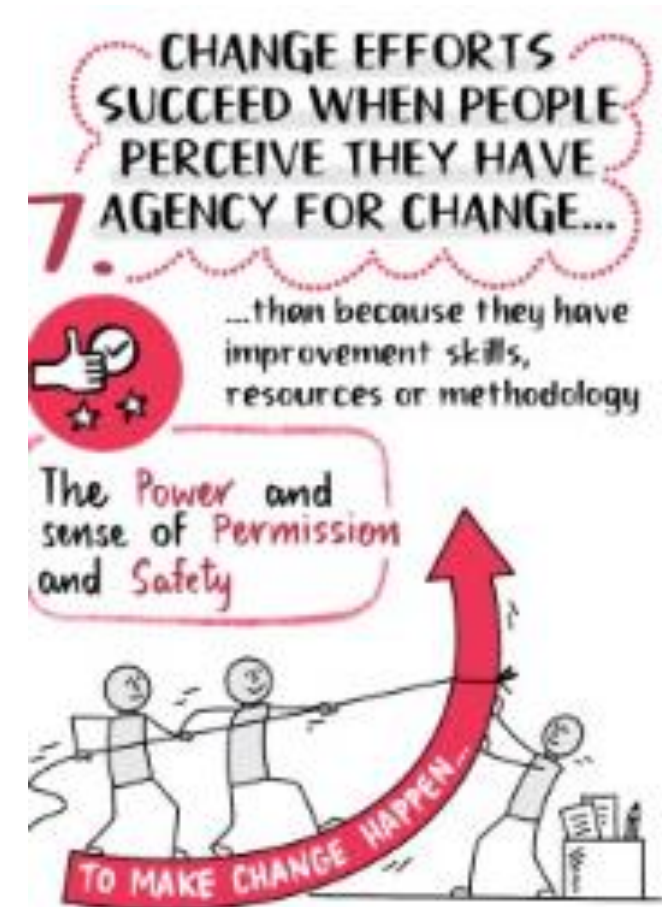 CHANGE EFFORTS
SUCCEED WHEN PEOPLE
PERCEIVE THEY HAVE
7. AGENCY FOR CHANGE...
...than because they have
improvement skills,
resources or methodology
The Power and
sense of Permission
and Safety
TO MAKE CHANGE HAPPEN...